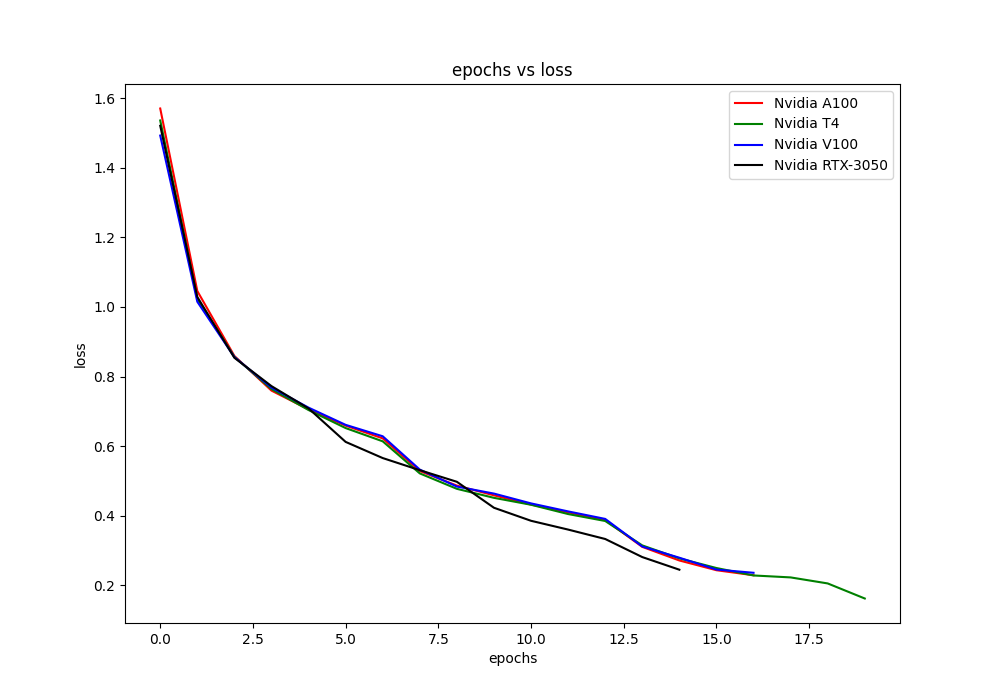 epochs vs loss
Nvidia A100
Nvidia T4
Nvidia V100
Nvidia RTX-3050
1.6
1.4
1.2
1.0
0.8
0.6
0.4
0.2
loss
0.0 2.5 5.0 7.5 10.0 12.5 15.0 17.5
epochs